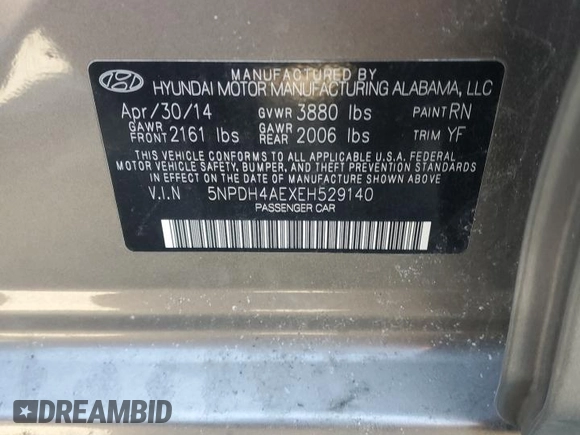 MANUFACTURED BY
HYUNDAI MOTOR MANUFACTURING ALABAMA, LLC
Apr/30/14 GVWR 3880 lbs PAINT RN
GAWR FRONT 2161 lbs GAWR REAR 2006 lbs TRIM YF
THIS VEHICLE CONFORMS TO ALL APPLICABLE U.S.A. FEDERAL
MOTOR VEHICLE SAFETY, BUMPER, AND THEFT PREVENTION STANDARDS
IN EFFECT ON THE DATE OF MANUFACTURE SHOWN ABOVE.
V.I.N 5NPDH4AEXEH529140
PASSENGER CAR
DREAMBID